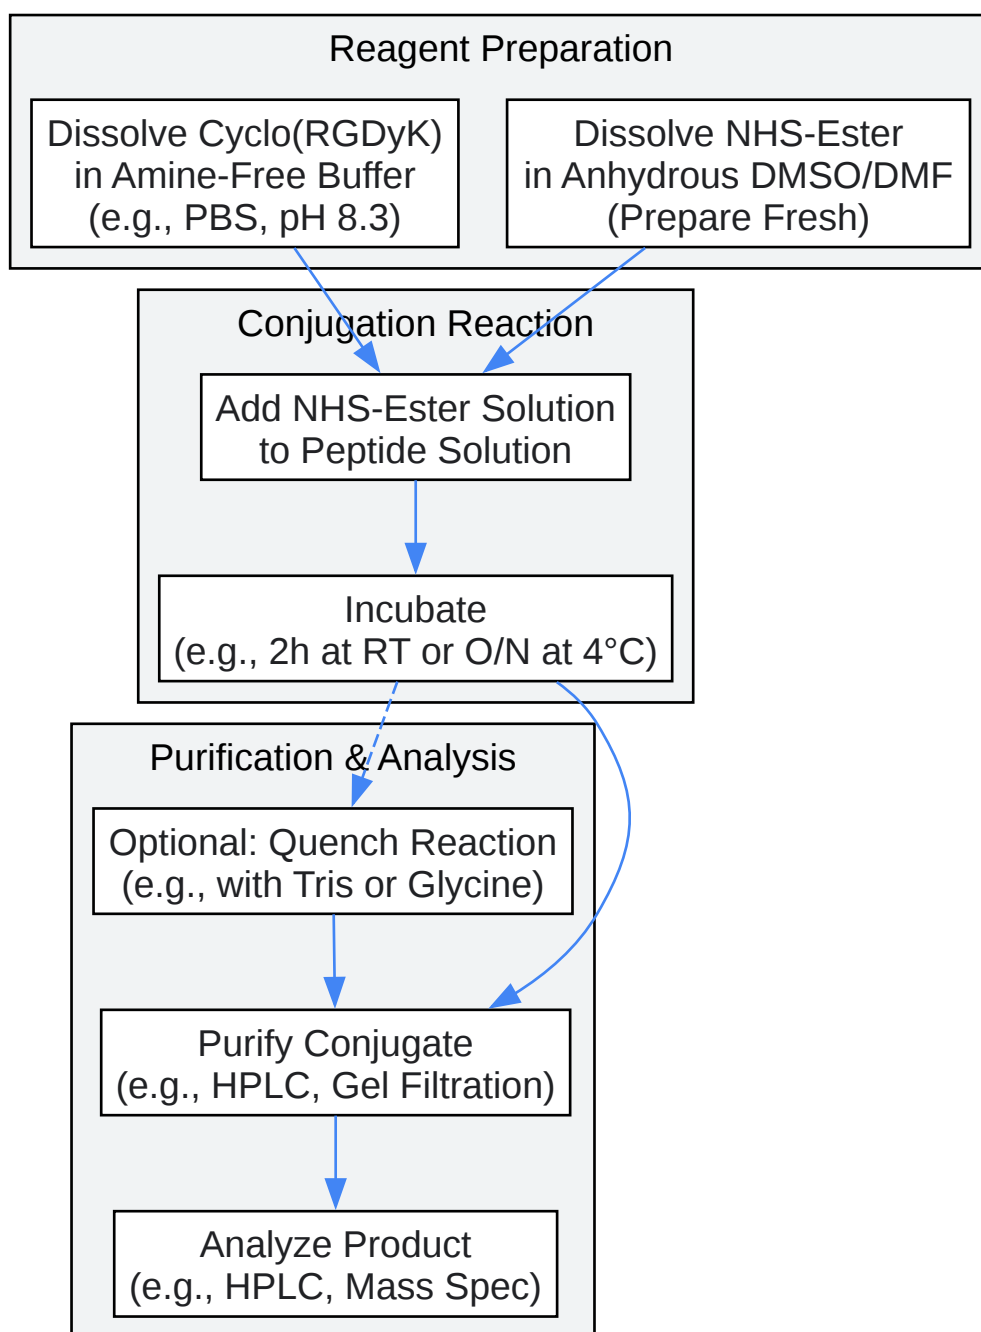 Reagent Preparation
Dissolve Cyclo(RGDyK)
in Amine-Free Buffer
(e.g., PBS, pH 8.3)
Dissolve NHS-Ester
in Anhydrous DMSO/DMF
(Prepare Fresh)
Conjugation Reaction
Add NHS-Ester Solution
to Peptide Solution
Incubate
(e.g., 2h at RT or O/N at 4°C)
Purification & Analysis
Optional: Quench Reaction
(e.g., with Tris or Glycine)
Purify Conjugate
(e.g., HPLC, Gel Filtration)
Analyze Product
(e.g., HPLC, Mass Spec)